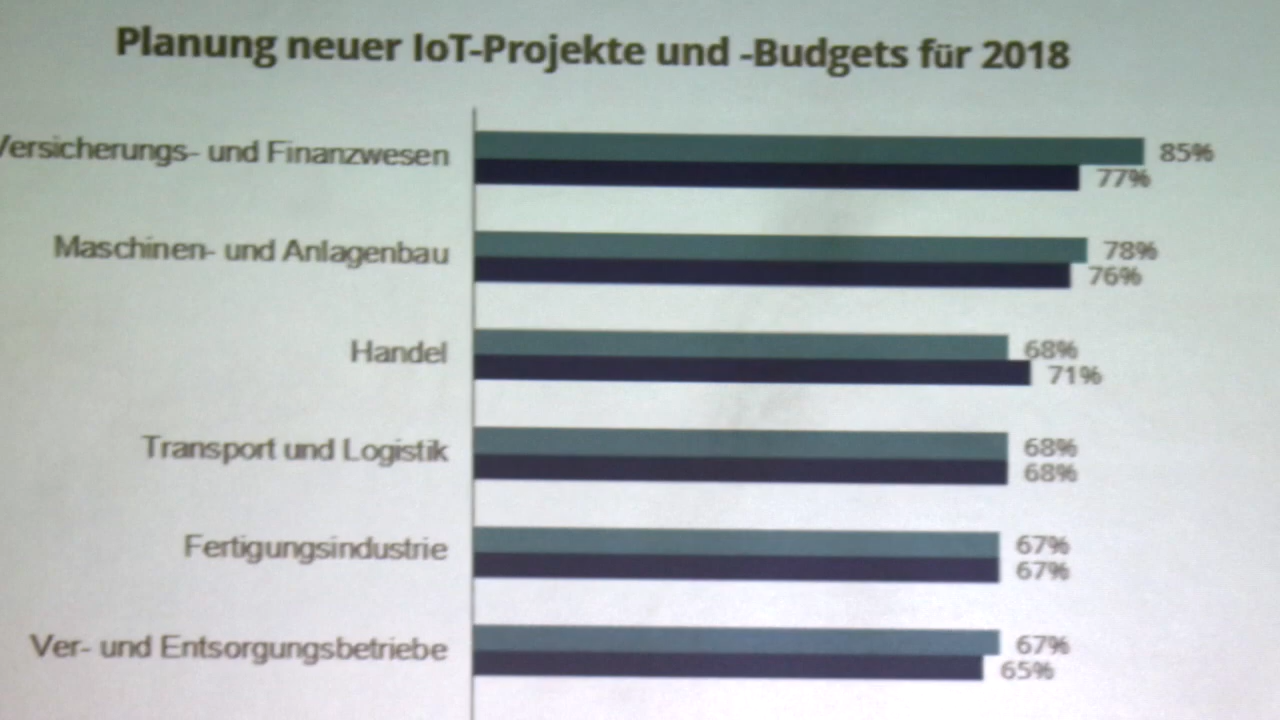 Planung neuer IoT-Projekte und -Budgets für 2018
Versicherungs- und Finanzwesen
85%
77%
Maschinen- und Anlagenbau
78%
76%
Handel
68%
71%
Transport und Logistik
68%
68%
Fertigungsindustrie
67%
67%
Ver- und Entsorgungsbetriebe
67%
65%